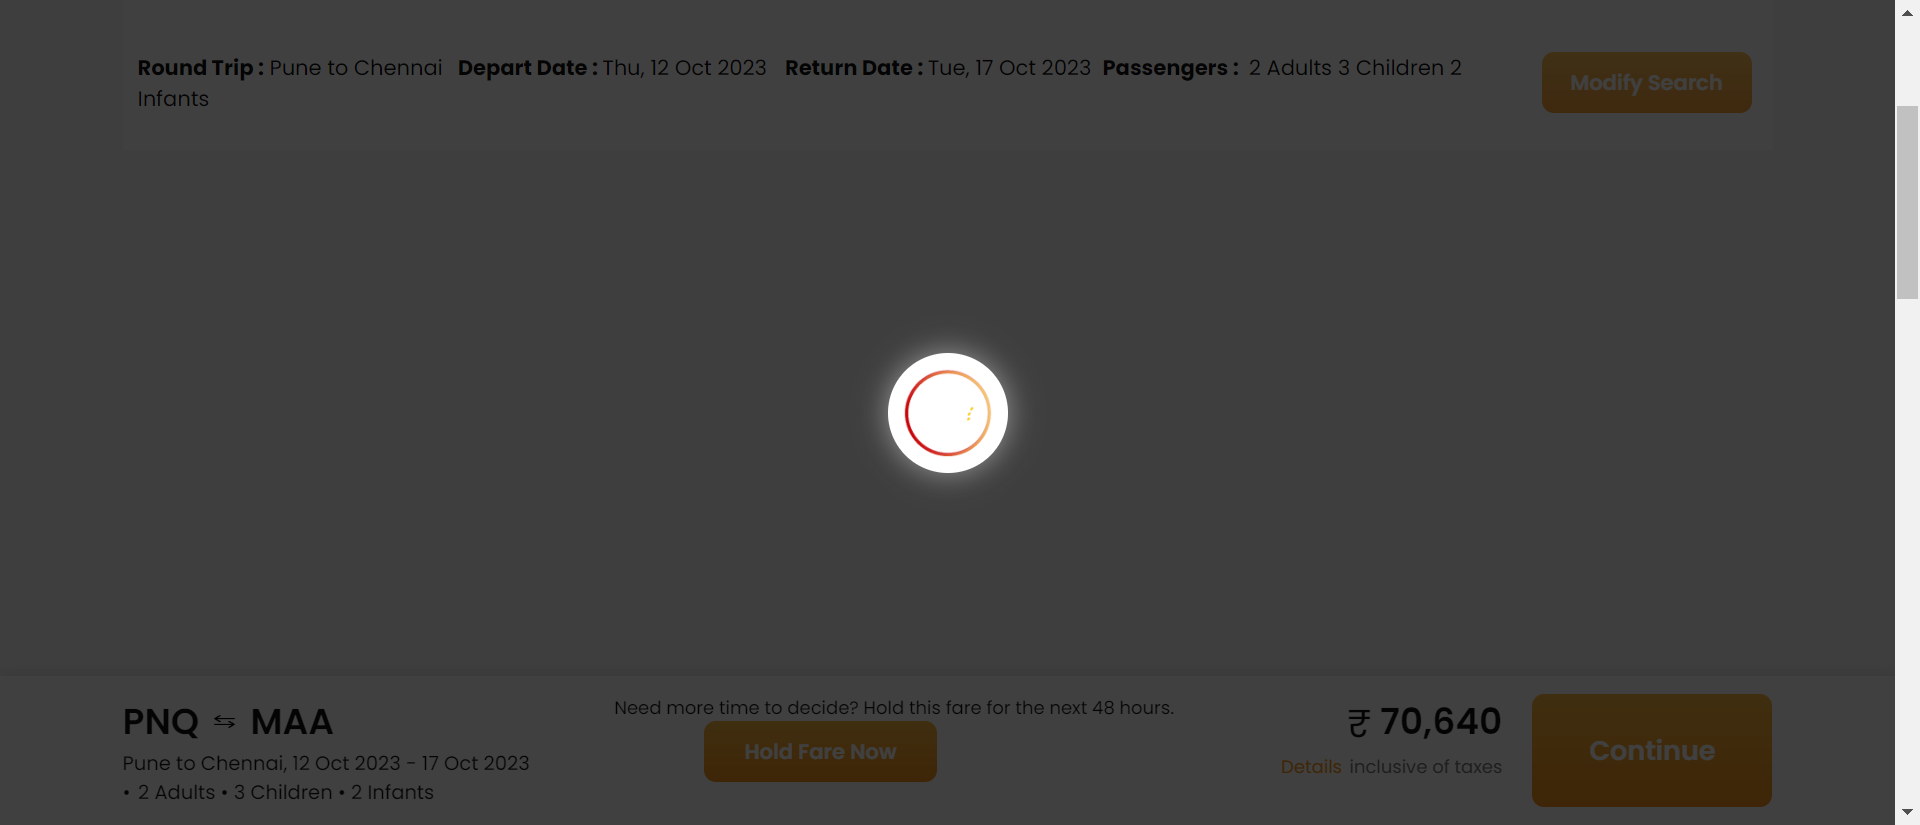 Round Trip : Pune to Chennai Depart Date : Thu, 12 Oct 2023 Return Date : Tue, 17 Oct 2023 Passengers : 2 Adults 3 Children 2
Infants
Modify Search
PNQ ⇆ MAA
Pune to Chennai, 12 Oct 2023 - 17 Oct 2023
• 2 Adults • 3 Children • 2 Infants
Need more time to decide? Hold this fare for the next 48 hours.
Hold Fare Now
₹ 70,640
Details inclusive of taxes
Continue